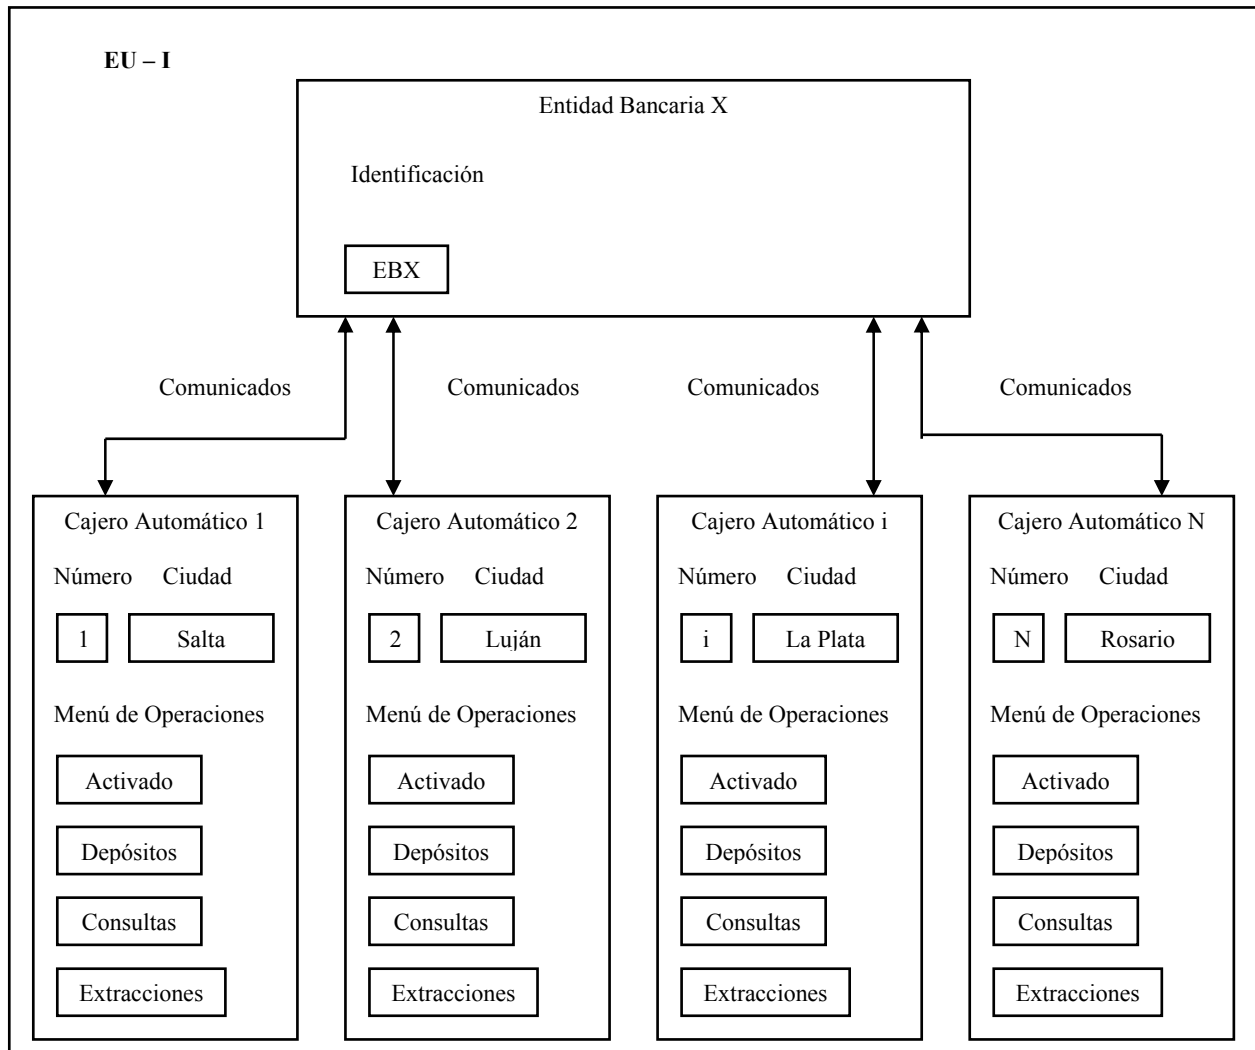 EU – I
Entidad Bancaria X
Identificación
EBX
Comunicados
Comunicados
Comunicados
Comunicados
Cajero Automático 1
Número Ciudad
1 Salta
Menú de Operaciones
Activado
Depósitos
Consultas
Extracciones
Cajero Automático 2
Número Ciudad
2 Luján
Menú de Operaciones
Activado
Depósitos
Consultas
Extracciones
Cajero Automático i
Número Ciudad
i La Plata
Menú de Operaciones
Activado
Depósitos
Consultas
Extracciones
Cajero Automático N
Número Ciudad
N Rosario
Menú de Operaciones
Activado
Depósitos
Consultas
Extracciones